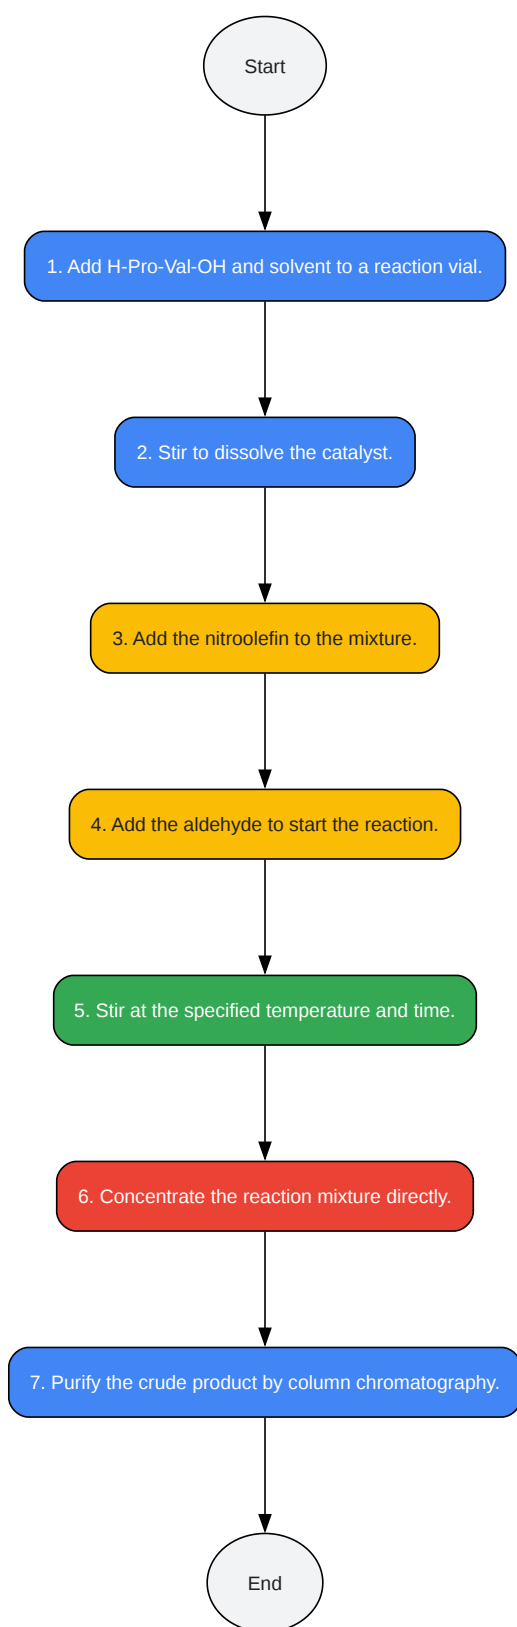 Start
1. Add H-Pro-Val-OH and solvent to a reaction vial.
2. Stir to dissolve the catalyst.
3. Add the nitroolefin to the mixture.
4. Add the aldehyde to start the reaction.
5. Stir at the specified temperature and time.
6. Concentrate the reaction mixture directly.
7. Purify the crude product by column chromatography.
End